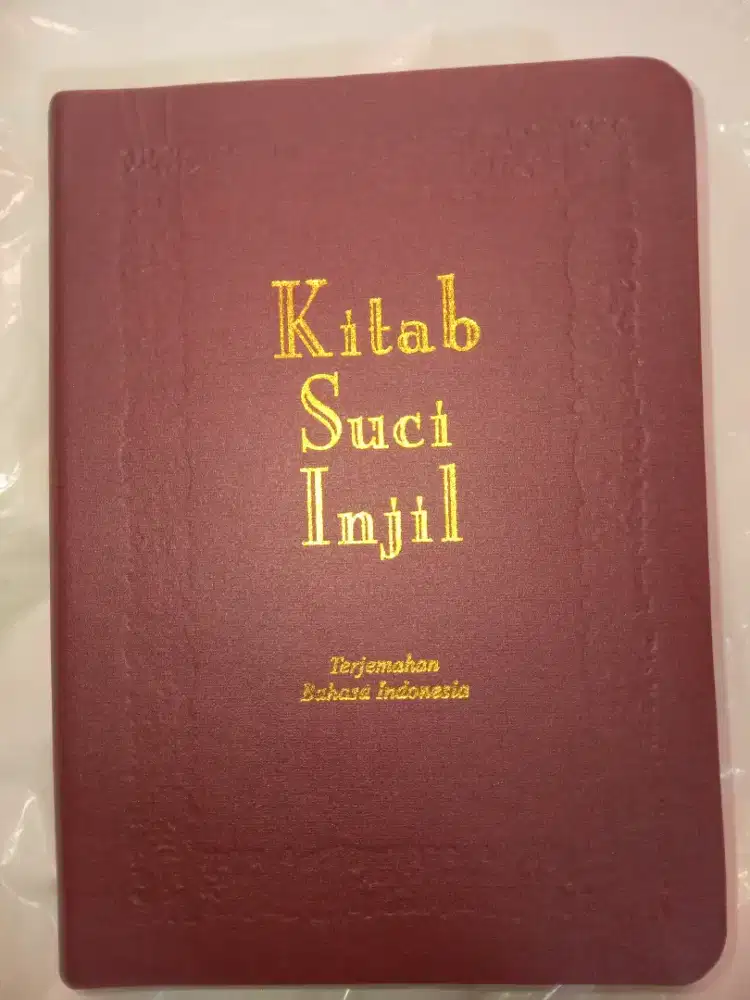 Kitab
Suci
Injil
Terjemahan
Bahasa Indonesia